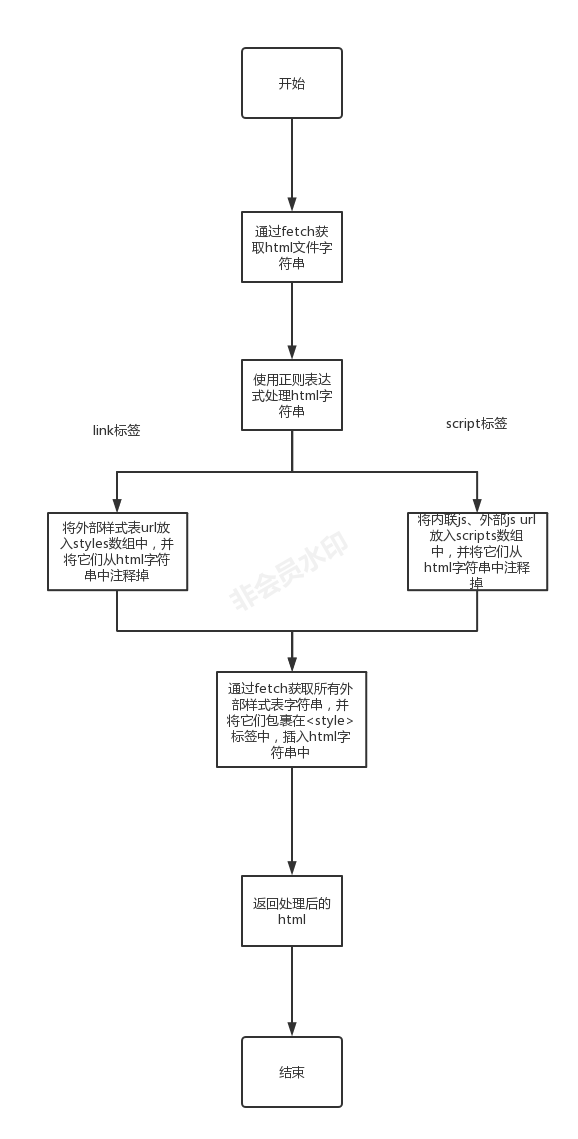 开始
通过fetch获
取html文件字
符串
使用正则表达
式处理html字
符串
link标签
script标签
将外部样式表url放
入styles数组中，并
将它们从html字符
串中注释掉
将内联js、外部js url
放入scripts数组
中，并将它们从
html字符串中注释
掉
非会员水印
通过fetch获取所有外
部样式表字符串，并
将它们包裹在<style>
标签中，插入html字
符串中
返回处理后的
html
结束